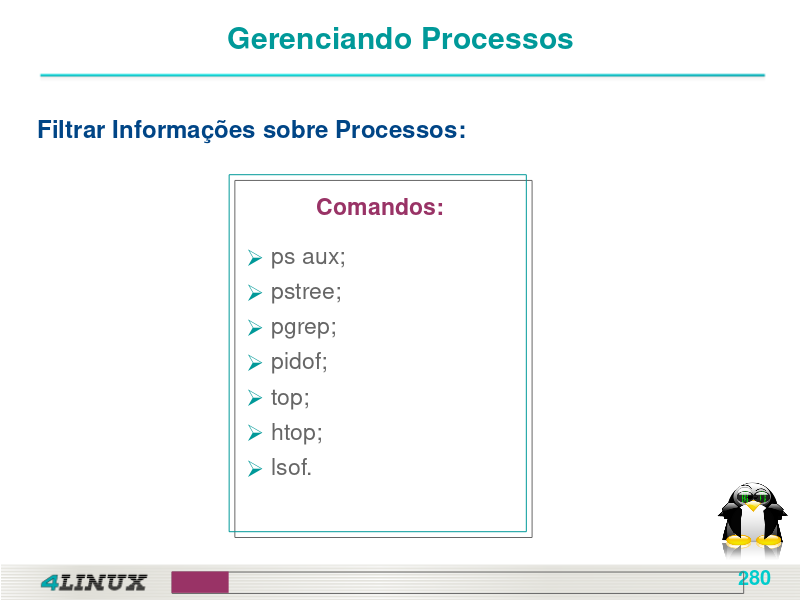 Gerenciando Processos
Filtrar Informações sobre Processos:
Comandos:
ps aux;
pstree;
pgrep;
pidof;
top;
htop;
lsof.
4LINUX
280